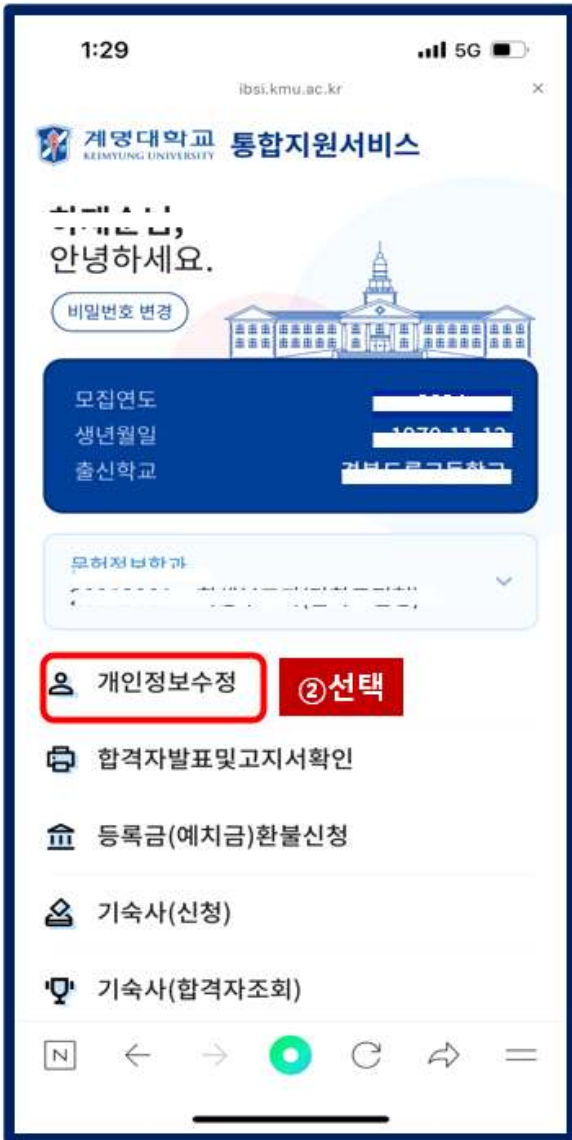 1:29
5G
ibsi.kmu.ac.kr
계명대학교
KEIMYUNG UNIVERSITY
통합지원서비스
안녕하세요.
비밀번호 변경
모집연도
생년월일
출신학교
개인정보수정
②선택
합격자발표및고지서확인
등록금(예치금)환불신청
기숙사(신청)
기숙사(합격자조회)
N